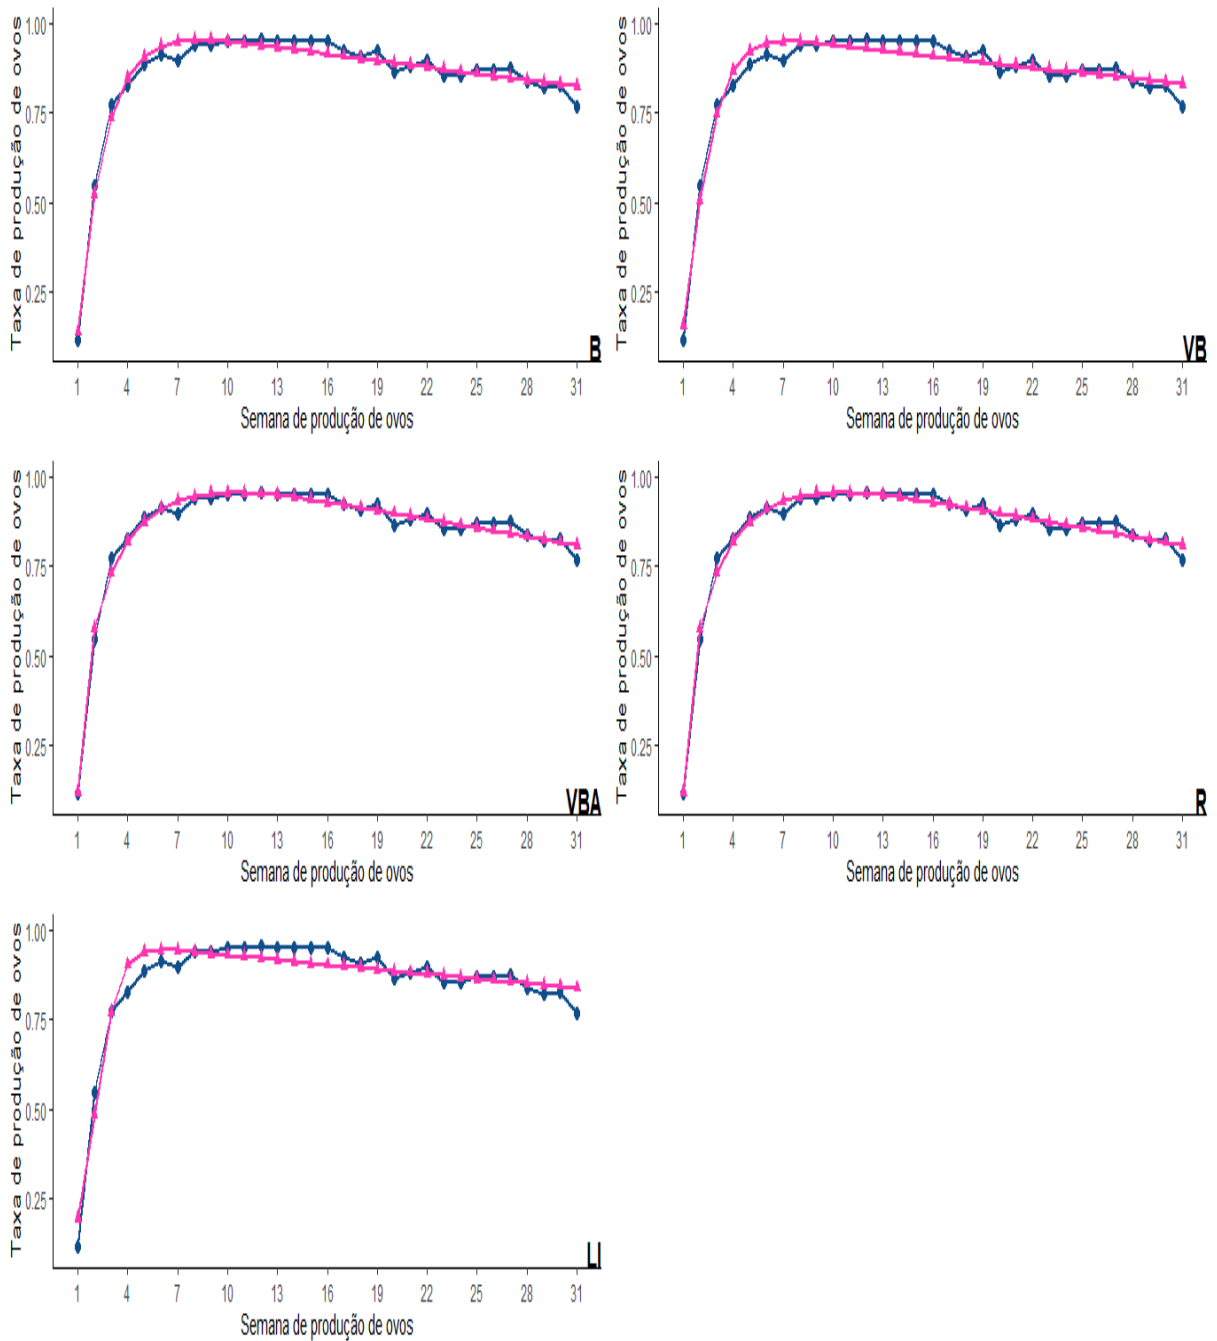 Taxa de produção de ovos
1.00
0.75
0.50
0.25
B
1 4 7 10 13 16 19 22 25 28 31
Semana de produção de ovos
Taxa de produção de ovos
1.00
0.75
0.50
0.25
VB
1 4 7 10 13 16 19 22 25 28 31
Semana de produção de ovos
Taxa de produção de ovos
1.00
0.75
0.50
0.25
VBA
1 4 7 10 13 16 19 22 25 28 31
Semana de produção de ovos
Taxa de produção de ovos
1.00
0.75
0.50
0.25
R
1 4 7 10 13 16 19 22 25 28 31
Semana de produção de ovos
Taxa de produção de ovos
1.00
0.75
0.50
0.25
LI
1 4 7 10 13 16 19 22 25 28 31
Semana de produção de ovos